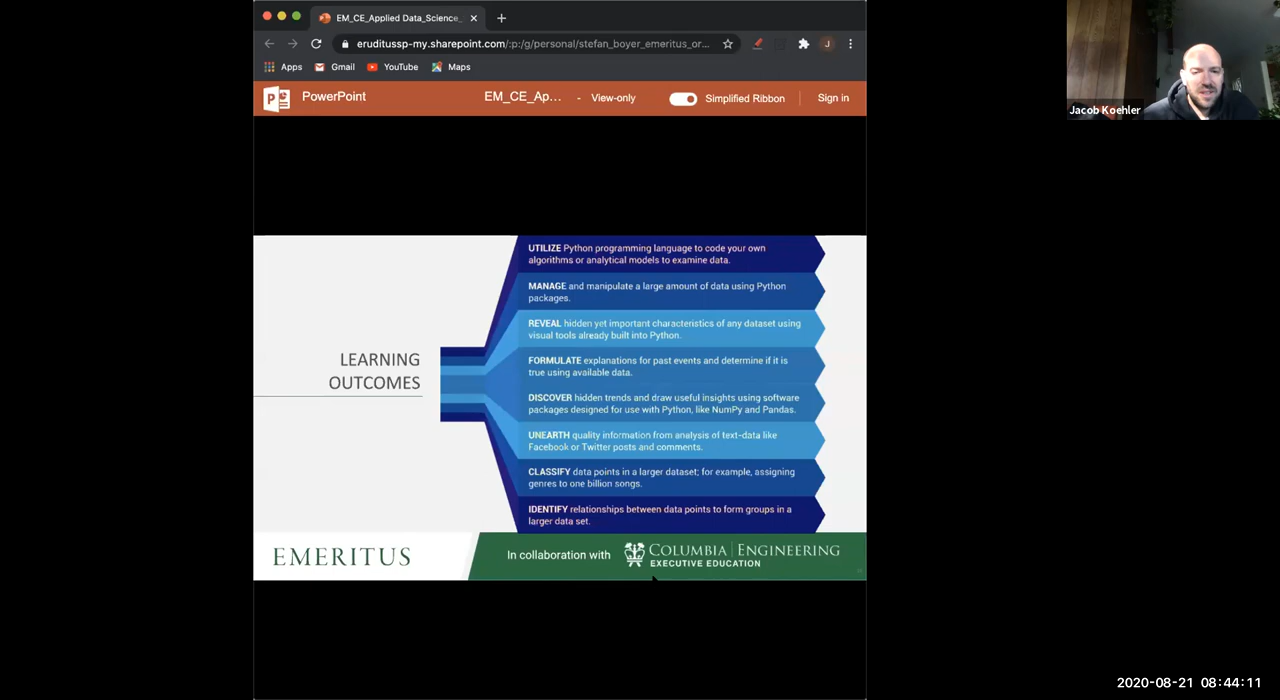 EM_CE_Applied Data_Science_
eruditussp-my.sharepoint.com/:p:/g/personal/stefan_boyer_emeritus_or...
J
Apps Gmail YouTube Maps
PowerPoint EM_CE_Ap... - View-only Simplified Ribbon Sign in
Jacob Koehler
LEARNING
OUTCOMES
UTILIZE Python programming language to code your own
algorithms or analytical models to examine data.
MANAGE and manipulate a large amount of data using Python
packages.
REVEAL hidden yet important characteristics of any dataset using
visual tools already built into Python.
FORMULATE explanations for past events and determine if it is
true using available data.
DISCOVER hidden trends and draw useful insights using software
packages designed for use with Python, like NumPy and Pandas.
UNEARTH quality information from analysis of text-data like
Facebook or Twitter posts and comments.
CLASSIFY data points in a larger dataset; for example, assigning
genres to one billion songs.
IDENTIFY relationships between data points to form groups in a
larger data set.
EMERITUS
In collaboration with
COLUMBIA | ENGINEERING
EXECUTIVE EDUCATION
2020-08-21 08:44:11